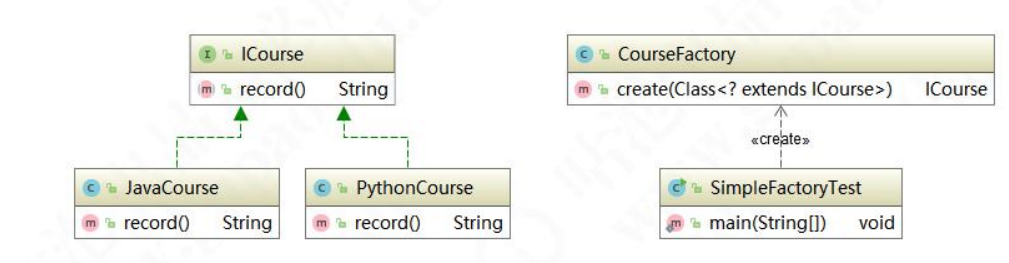 ICourse
record() String
CourseFactory
create(Class<? extends ICourse>) ICourse
«create»
JavaCourse
record() String
PythonCourse
record() String
SimpleFactoryTest
main(String[]) void